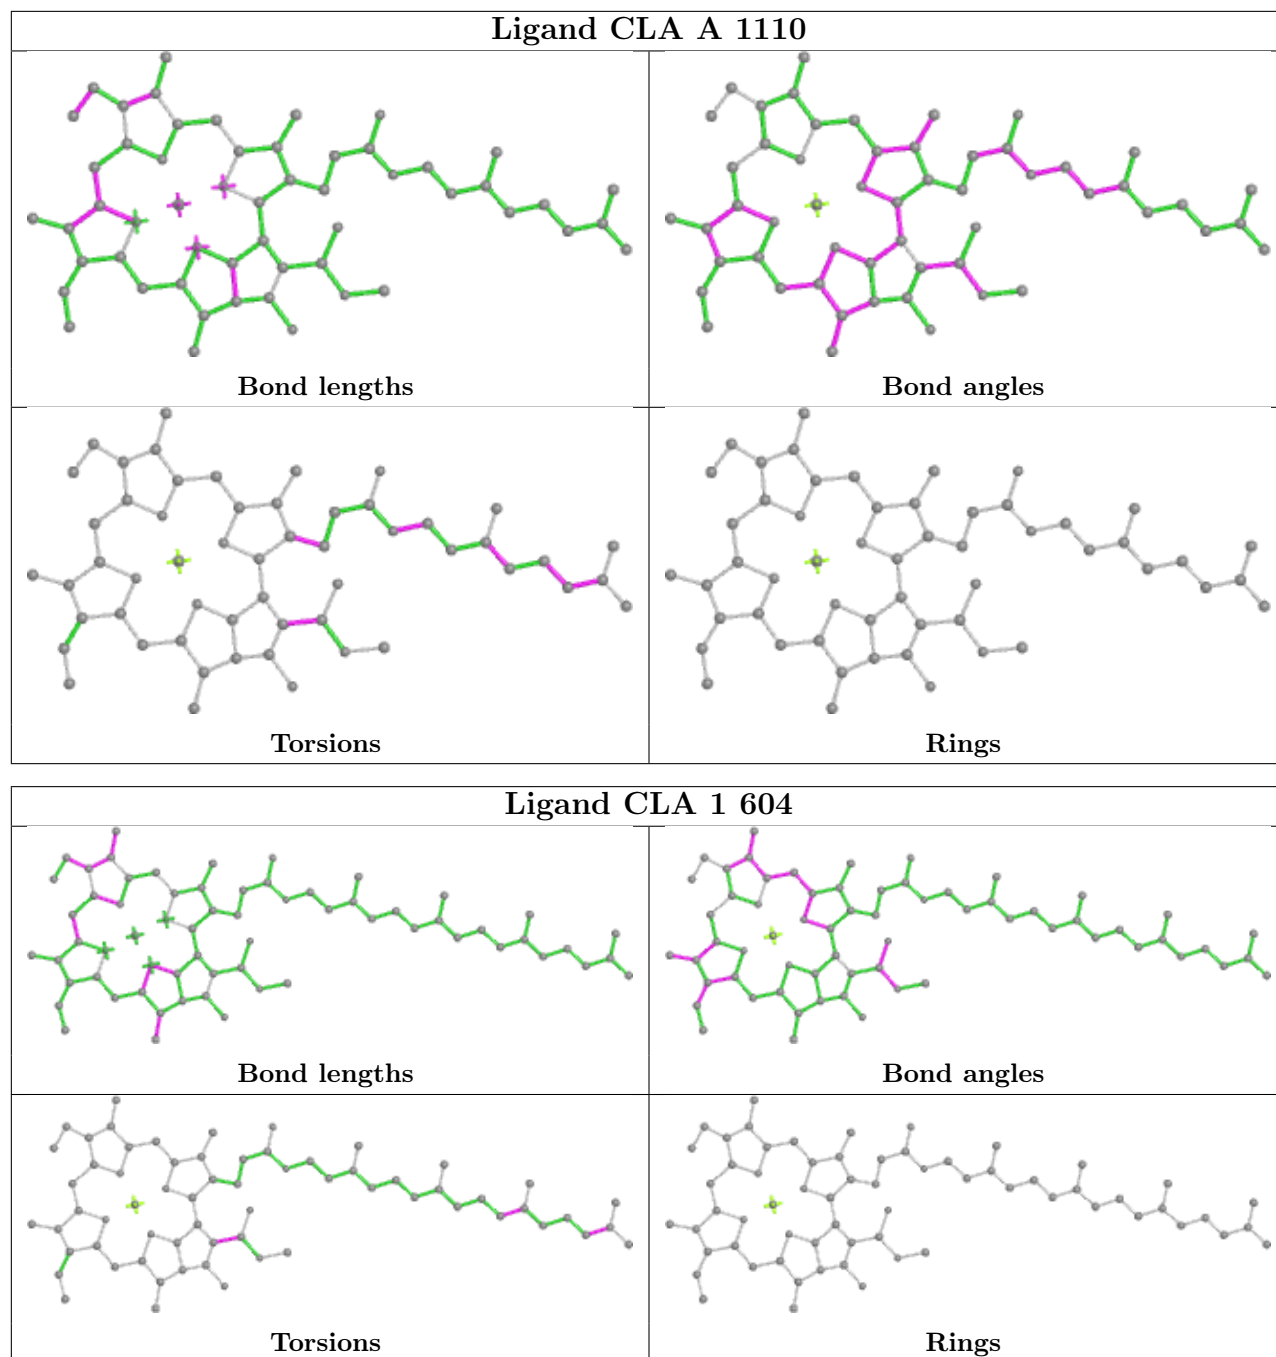 Ligand CLA A 1110
Bond lengths
Bond angles
Torsions
Rings
Ligand CLA 1 604
Bond lengths
Bond angles
Torsions
Rings